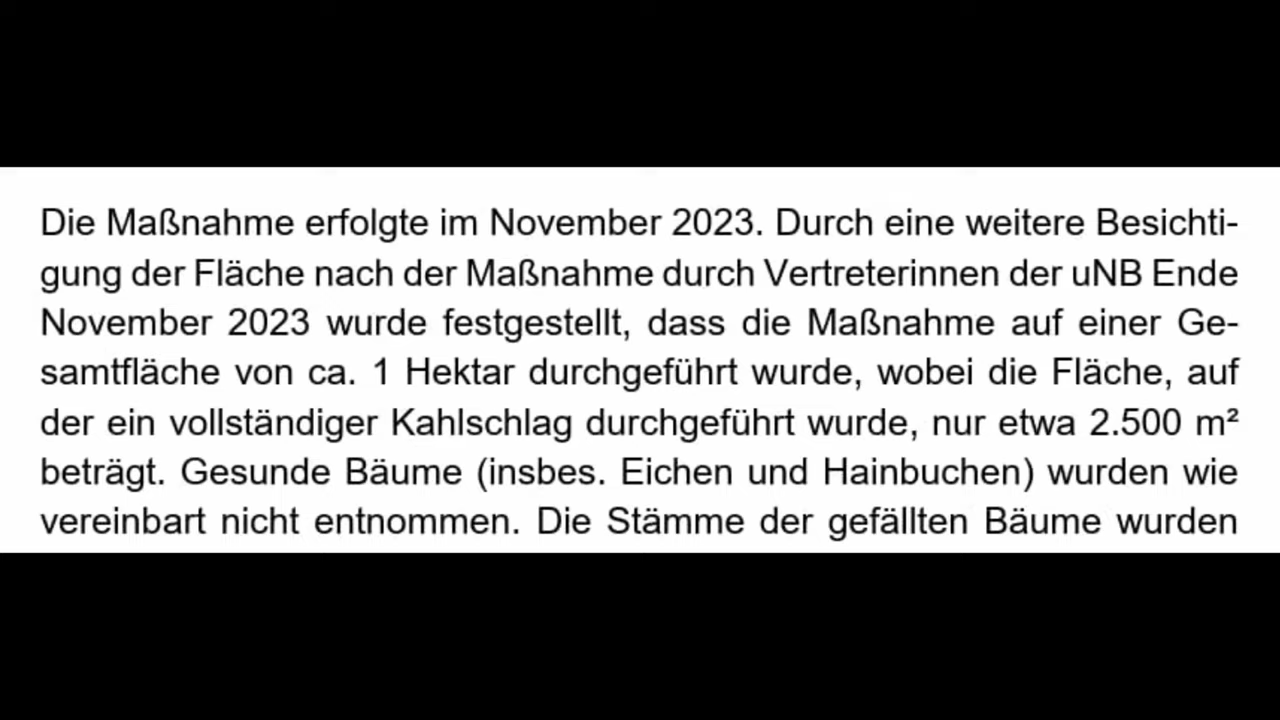 Die Maßnahme erfolgte im November 2023. Durch eine weitere Besichti-
gung der Fläche nach der Maßnahme durch Vertreterinnen der uNB Ende
November 2023 wurde festgestellt, dass die Maßnahme auf einer Ge-
samtfläche von ca. 1 Hektar durchgeführt wurde, wobei die Fläche, auf
der ein vollständiger Kahlschlag durchgeführt wurde, nur etwa 2.500 m²
beträgt. Gesunde Bäume (insbes. Eichen und Hainbuchen) wurden wie
vereinbart nicht entnommen. Die Stämme der gefällten Bäume wurden